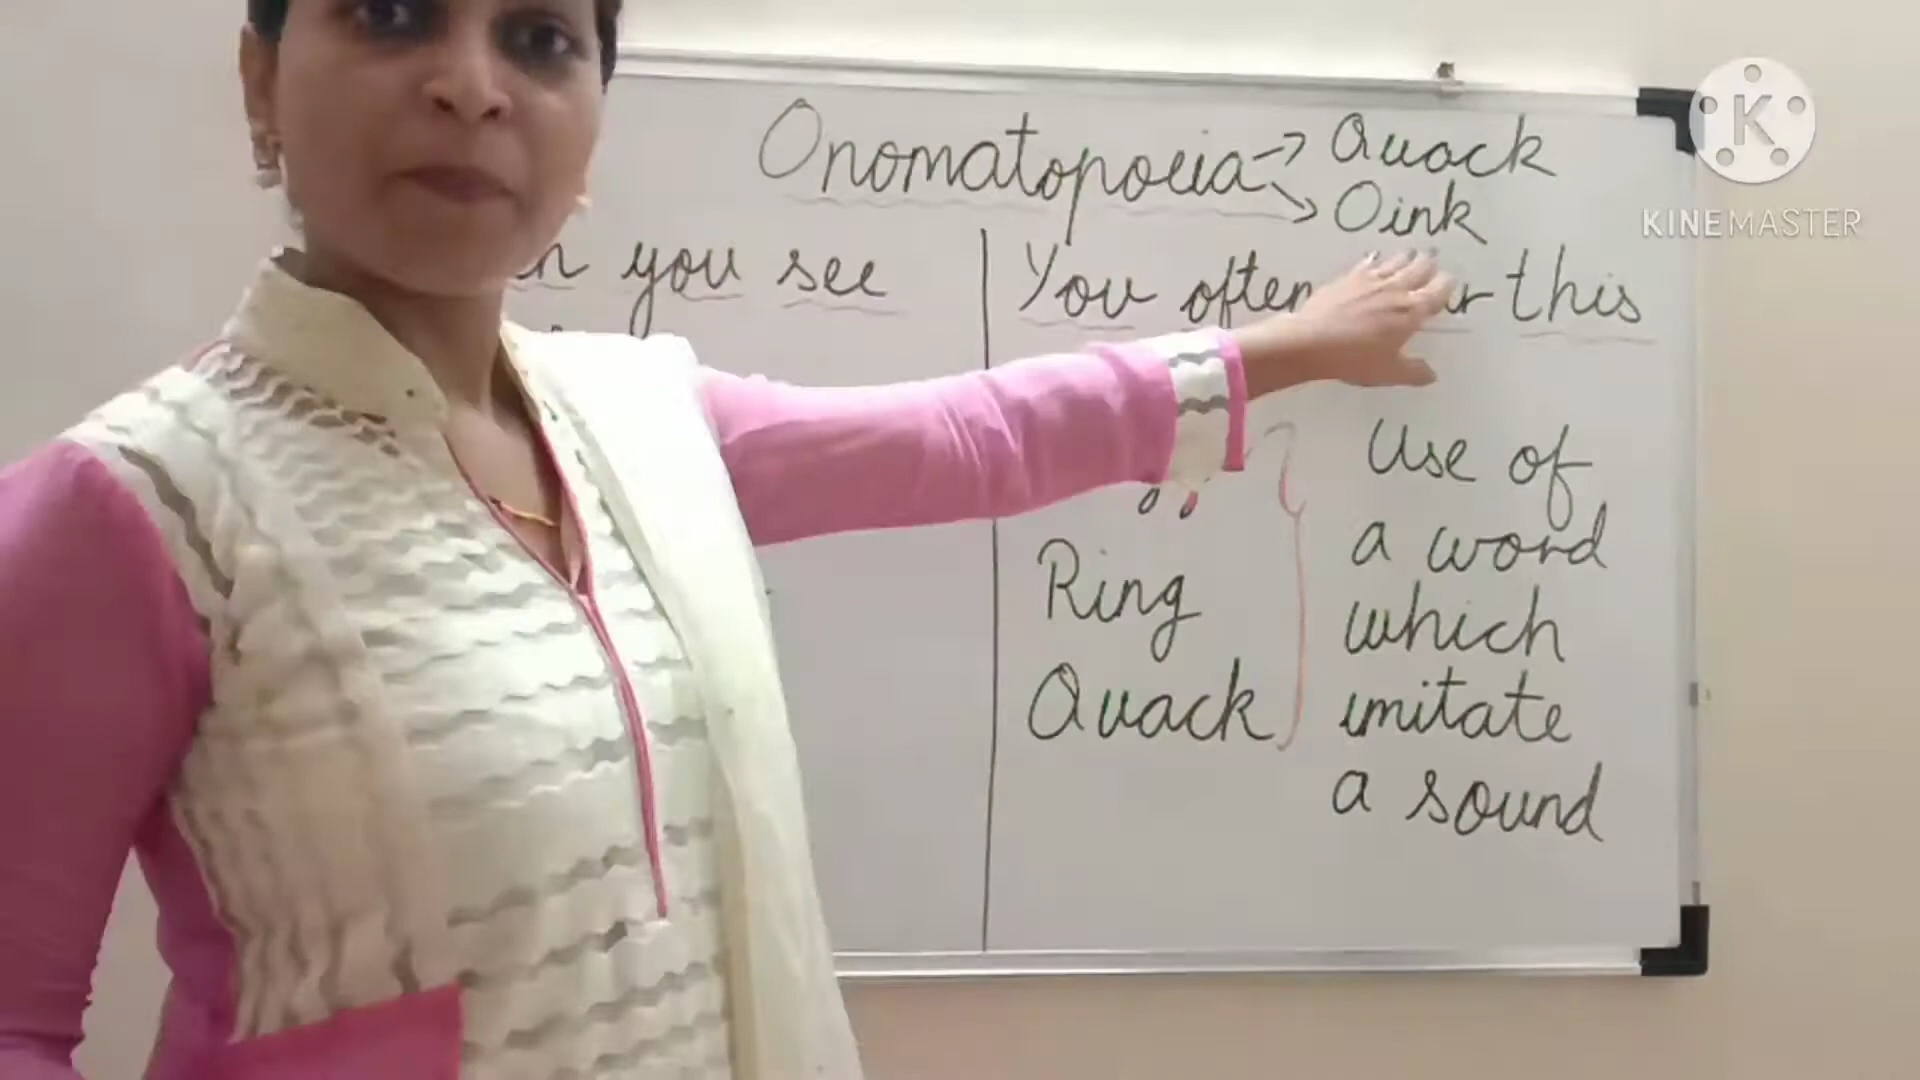 Onomatopoeia → Quack
→ Oink
you see
You often this
Ring
Quack
Use of
a word
which
imitate
a sound
K
KINEMASTER